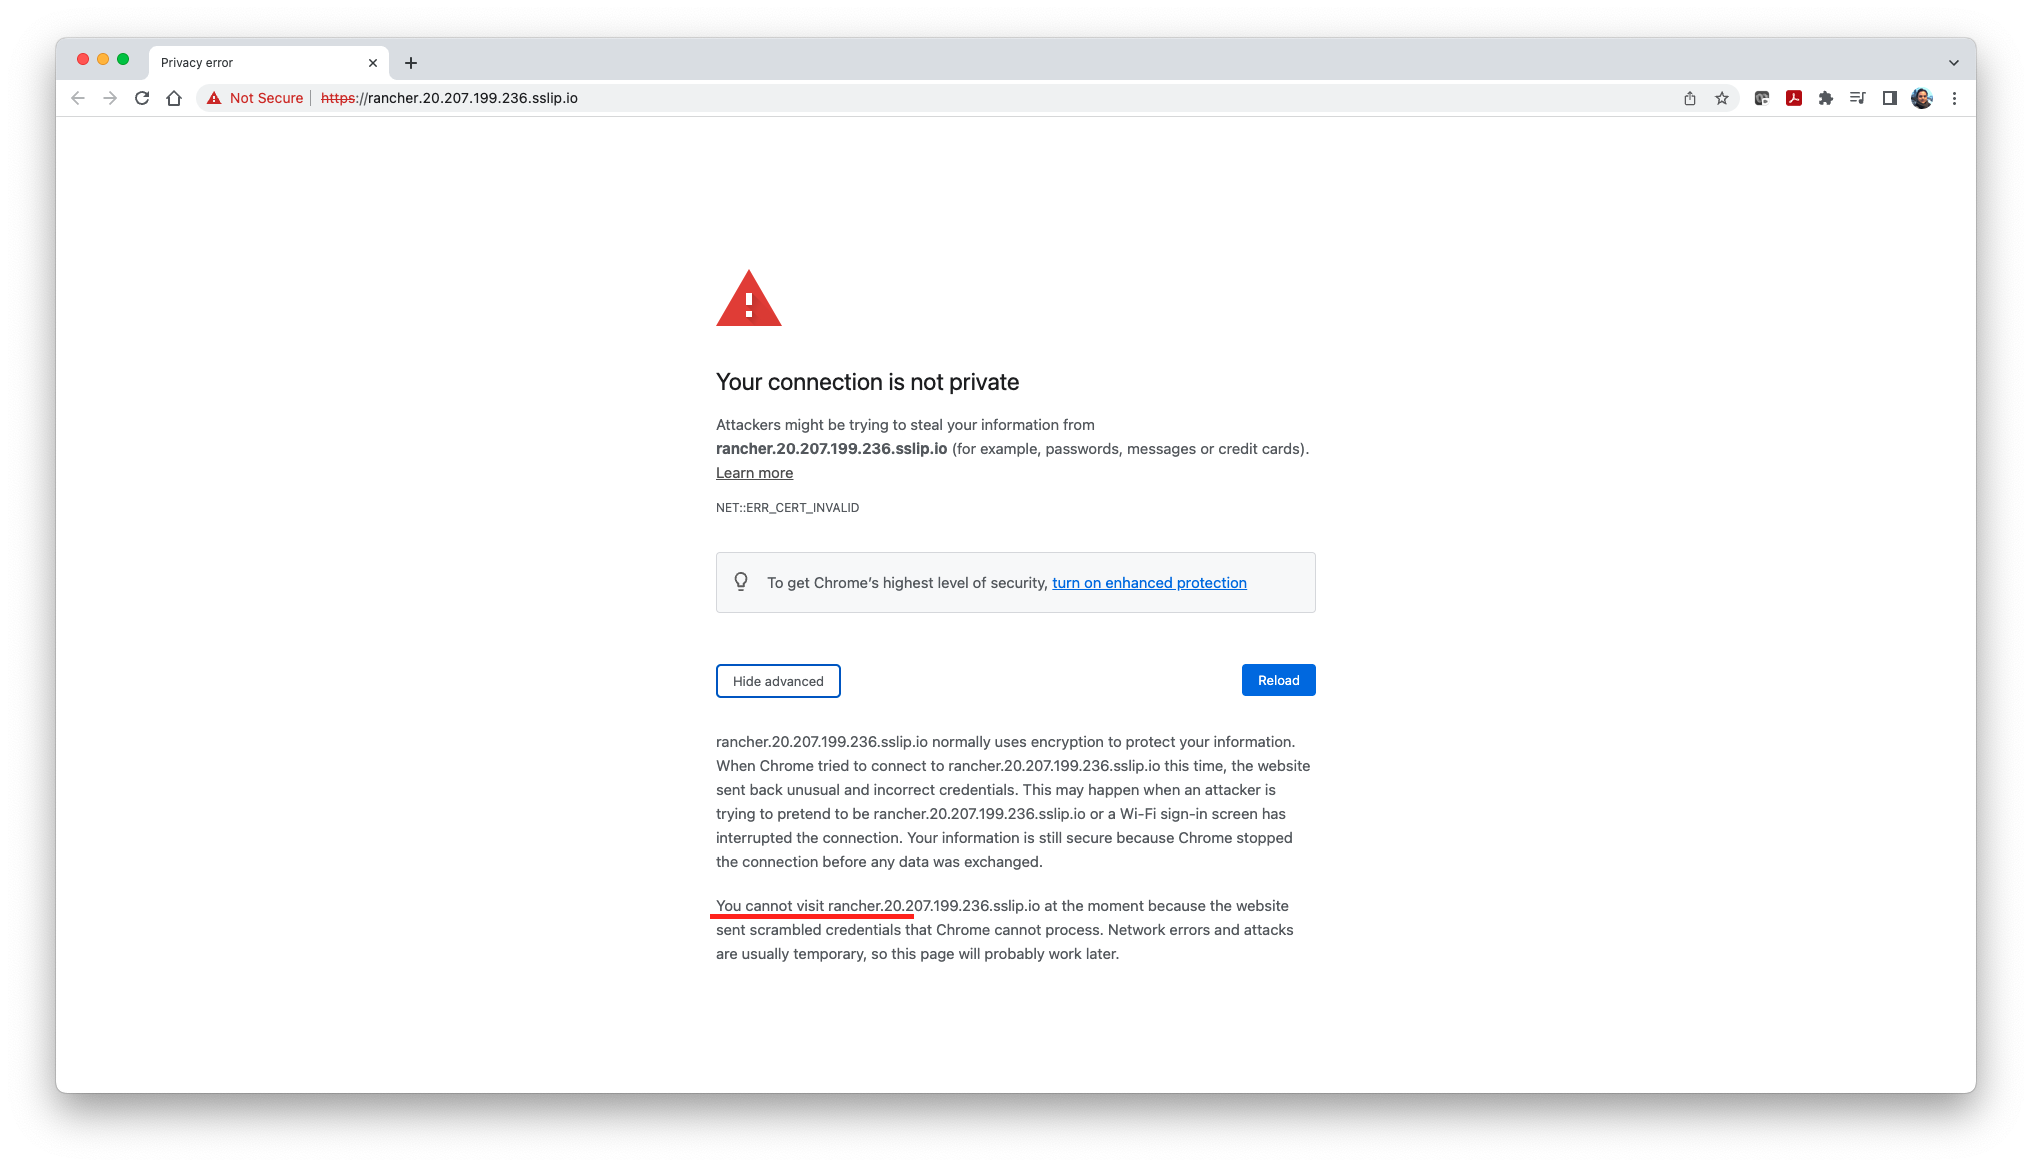 Privacy error
Not Secure | https://rancher.20.207.199.236.sslip.io
Your connection is not private
Attackers might be trying to steal your information from
rancher.20.207.199.236.sslip.io (for example, passwords, messages or credit cards).
Learn more
NET::ERR_CERT_INVALID
To get Chrome’s highest level of security, turn on enhanced protection
Hide advanced
Reload
rancher.20.207.199.236.sslip.io normally uses encryption to protect your information.
When Chrome tried to connect to rancher.20.207.199.236.sslip.io this time, the website
sent back unusual and incorrect credentials. This may happen when an attacker is
trying to pretend to be rancher.20.207.199.236.sslip.io or a Wi-Fi sign-in screen has
interrupted the connection. Your information is still secure because Chrome stopped
the connection before any data was exchanged.
You cannot visit rancher.20.207.199.236.sslip.io at the moment because the website
sent scrambled credentials that Chrome cannot process. Network errors and attacks
are usually temporary, so this page will probably work later.